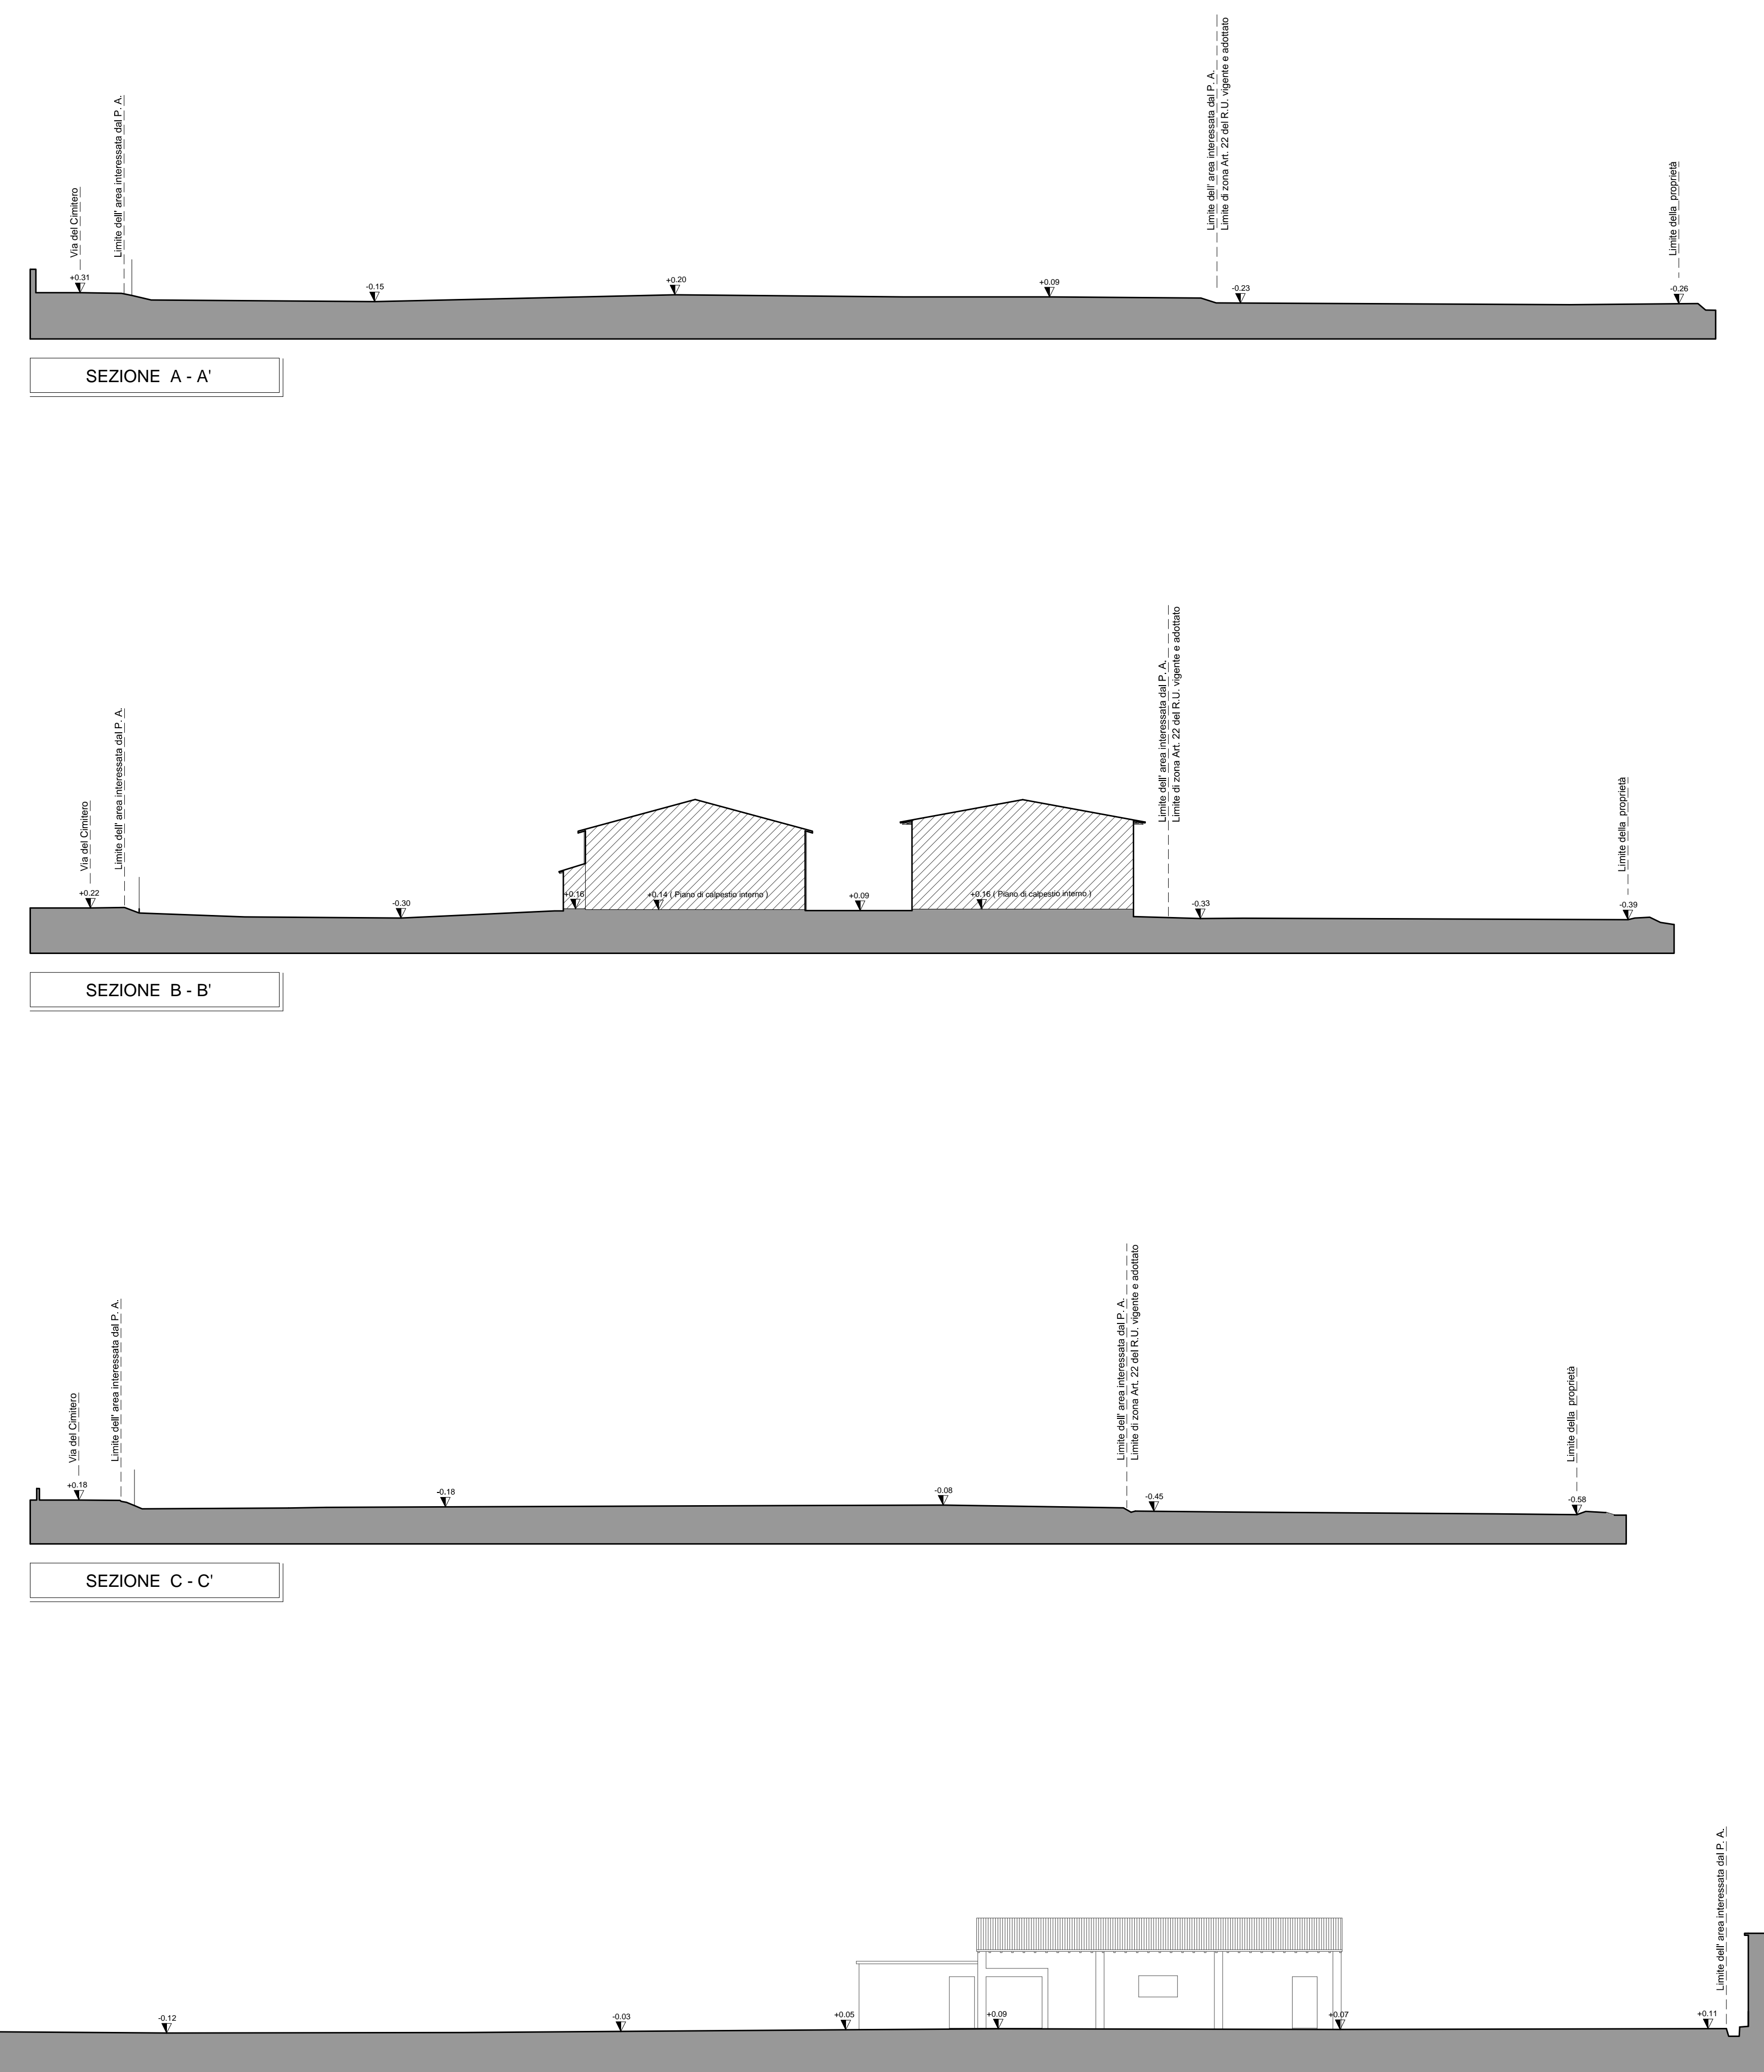 Limite dell' area interessata dal P. A.
Limite di zona Art. 22 del R.U. vigente e adottato
Limite dell' area interessata dal P. A.
Via del Cimitero
Limite della proprietà
+0.31
-0.15
+0.20
+0.09
-0.23
-0.26
SEZIONE A - A'
Limite dell' area interessata dal P. A.
Limite di zona Art. 22 del R.U. vigente e adottato
Limite dell' area interessata dal P. A.
Via del Cimitero
Limite della proprietà
+0.22
-0.30
+0.16
+0.14 ( Piano di calpestio interno )
+0.09
+0.16 ( Piano di calpestio interno )
-0.33
-0.39
SEZIONE B - B'
Limite dell' area interessata dal P. A.
Limite di zona Art. 22 del R.U. vigente e adottato
Limite dell' area interessata dal P. A.
Via del Cimitero
Limite della proprietà
+0.18
-0.18
-0.08
-0.45
-0.58
SEZIONE C - C'
Limite dell' area interessata dal P. A.
-0.12
-0.03
+0.05
+0.09
+0.07
+0.11